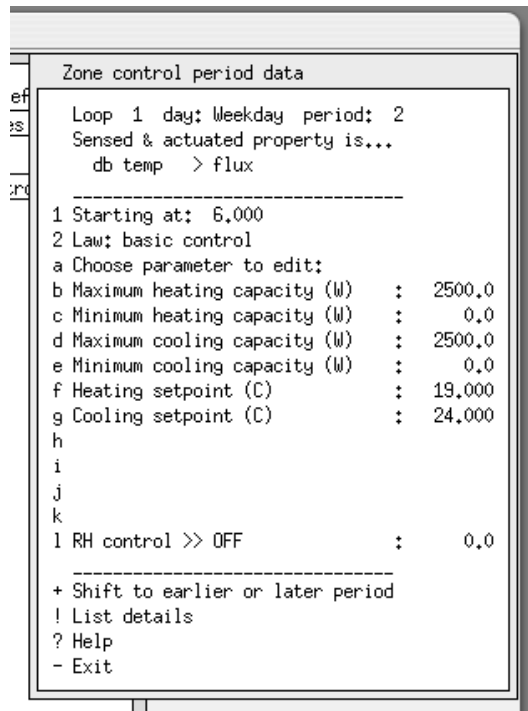 Zone control period data
Loop 1 day: Weekday period: 2
Sensed & actuated property is...
db temp > flux
1 Starting at: 6.000
2 Law: basic control
a Choose parameter to edit:
b Maximum heating capacity (W) : 2500.0
c Minimum heating capacity (W) : 0.0
d Maximum cooling capacity (W) : 2500.0
e Minimum cooling capacity (W) : 0.0
f Heating setpoint (C) : 19.000
g Cooling setpoint (C) : 24.000
h
i
j
k
l RH control >> OFF : 0.0
+ Shift to earlier or later period
! List details
? Help
- Exit